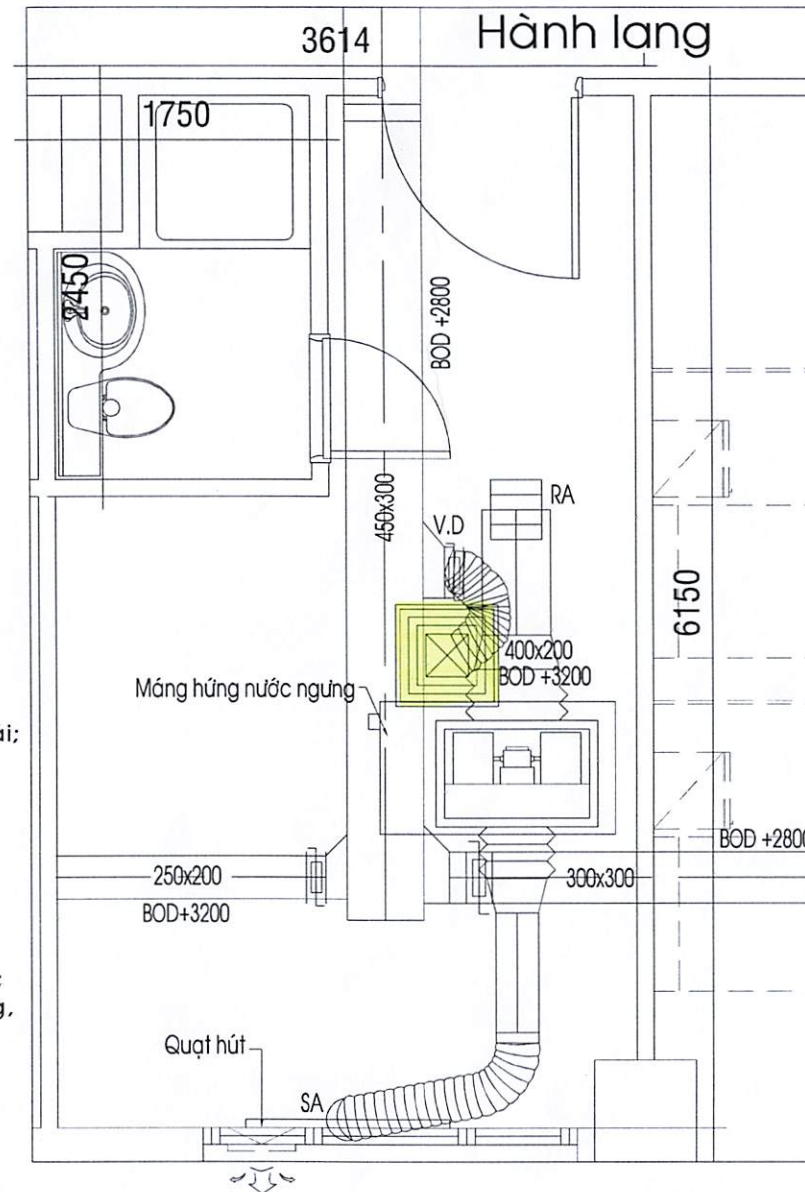 3614
Hành lang
1750
2450
BOD +2800
450x300
V.D
RA
400x200
BOD +3200
6150
Máng hứng nước ngưng
ải;
BOD +2800
250x200
300x300
BOD+3200
g,
Quạt hút
SA